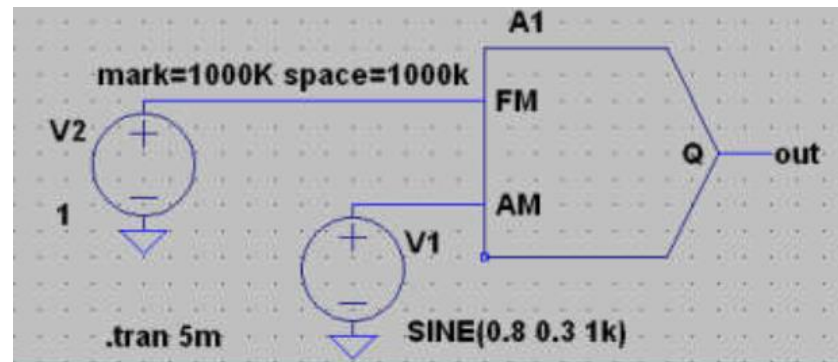 A1
mark=1000K space=1000k
FM
V2
Q
out
AM
1
V1
.tran 5m
SINE(0.8 0.3 1k)